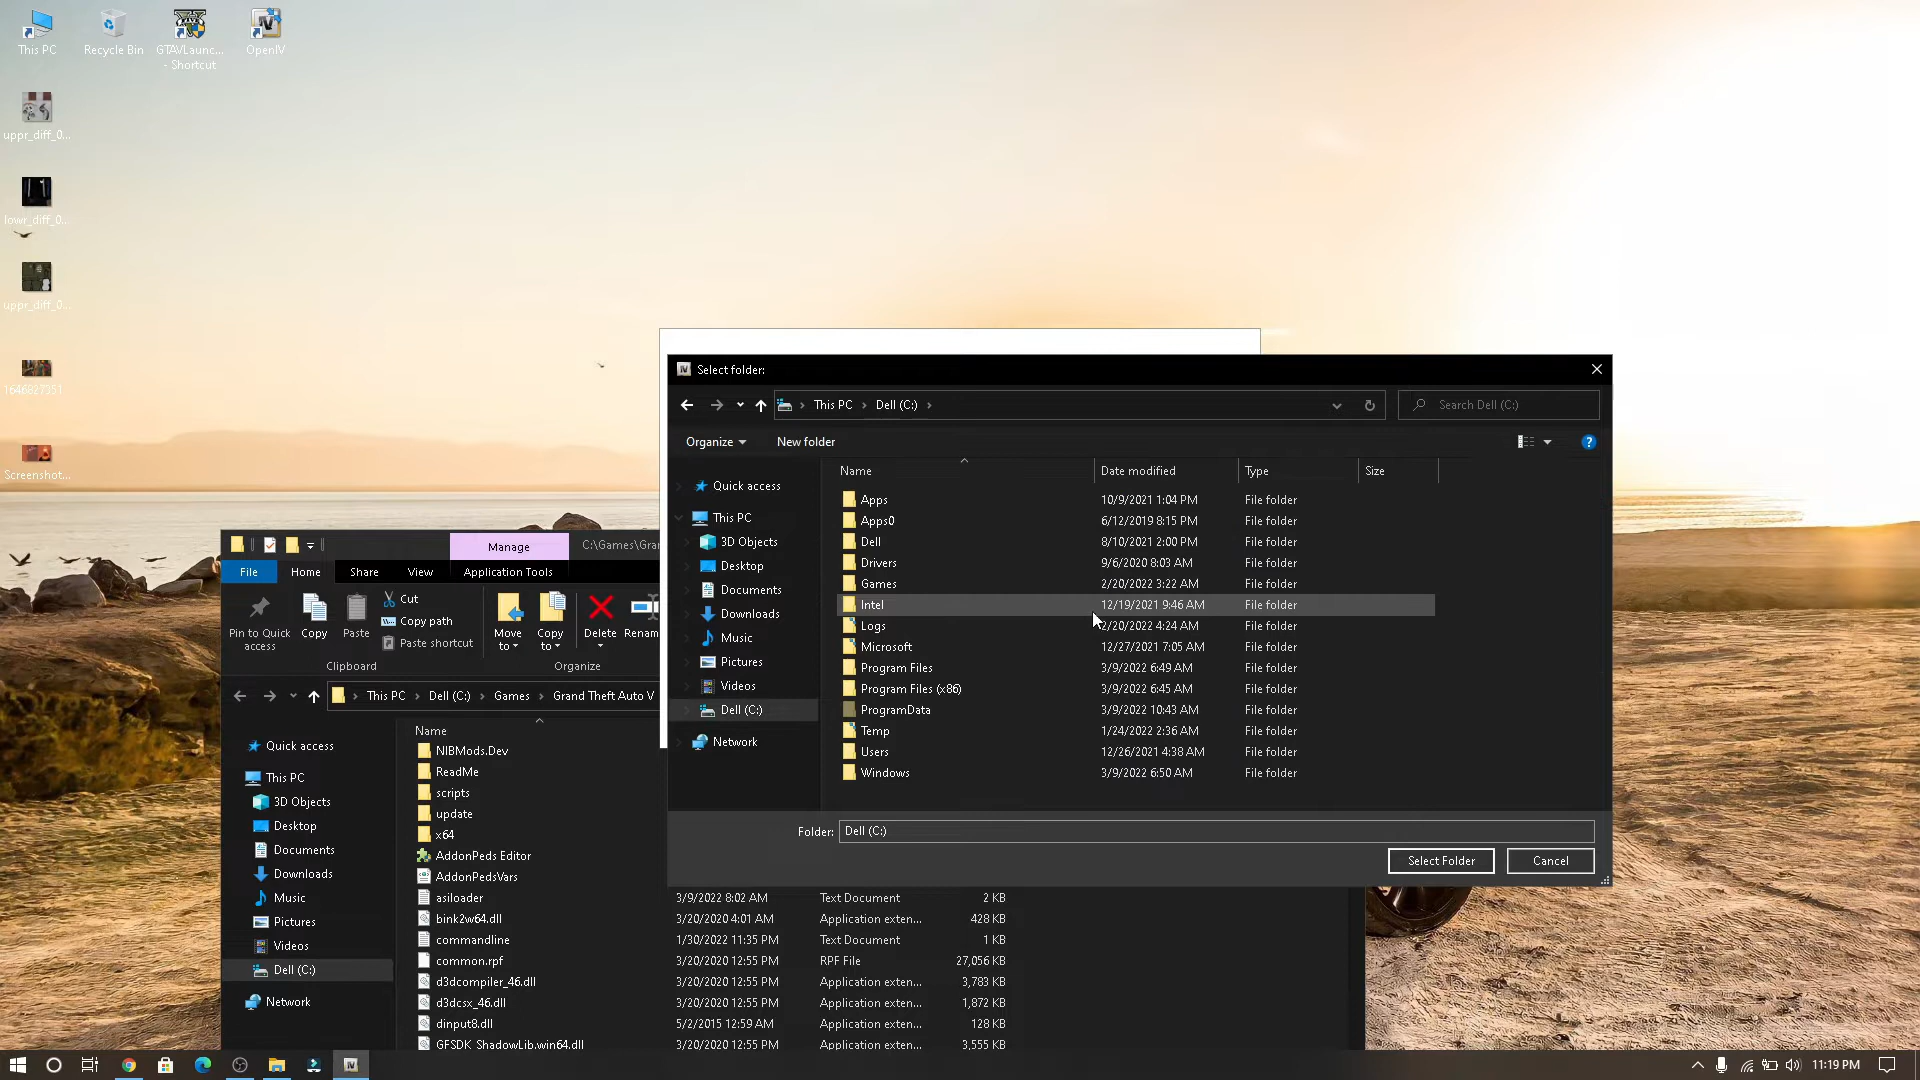 This PC
Recycle Bin
GTAVLaunc...
- Shortcut
OpenIV
uppr_diff_0...
lowr_diff_0...
uppr_diff_0...
1646827351
Screenshot...
Select folder:
This PC
Dell (C:)
Search Dell (C:)
Organize
New folder
Name
Date modified
Type
Size
Quick access
This PC
3D Objects
Desktop
Documents
Downloads
Music
Pictures
Videos
Dell (C:)
Network
Apps 10/9/2021 1:04 PM File folder
Apps0 6/12/2019 8:15 PM File folder
Dell 8/10/2021 2:00 PM File folder
Drivers 9/6/2020 8:03 AM File folder
Games 2/20/2022 3:22 AM File folder
Intel 12/19/2021 9:46 AM File folder
Logs 2/20/2022 4:24 AM File folder
Microsoft 12/27/2021 7:05 AM File folder
Program Files 3/9/2022 6:49 AM File folder
Program Files (x86) 3/9/2022 6:45 AM File folder
ProgramData 3/9/2022 10:43 AM File folder
Temp 1/24/2022 2:36 AM File folder
Users 12/26/2021 4:38 AM File folder
Windows 3/9/2022 6:50 AM File folder
Folder: Dell (C:)
Select Folder
Cancel
Manage
C:\Games\Gra
File
Home
Share
View
Application Tools
Pin to Quick
access
Copy
Paste
Cut
Copy path
Paste shortcut
Move
to
Copy
to
Delete
Renam
Clipboard
Organize
This PC
Dell (C:)
Games
Grand Theft Auto V
Name
Quick access
This PC
3D Objects
Desktop
Documents
Downloads
Music
Pictures
Videos
Dell (C:)
Network
NIBMods.Dev
ReadMe
scripts
update
x64
AddonPeds Editor
AddonPedsVars
asiloader 3/9/2022 8:02 AM Text Document 2 KB
bink2w64.dll 3/20/2020 4:01 AM Application exten... 428 KB
commandline 1/30/2022 11:35 PM Text Document 1 KB
common.rpf 3/20/2020 12:55 PM RPF File 27,056 KB
d3dcompiler_46.dll 3/20/2020 12:55 PM Application exten... 3,783 KB
d3dcsx_46.dll 3/20/2020 12:55 PM Application exten... 1,872 KB
dinput8.dll 5/2/2015 12:59 AM Application exten... 128 KB
GFSDK_ShadowLib.win64.dll 3/20/2020 12:55 PM Application exten... 3,555 KB
11:19 PM